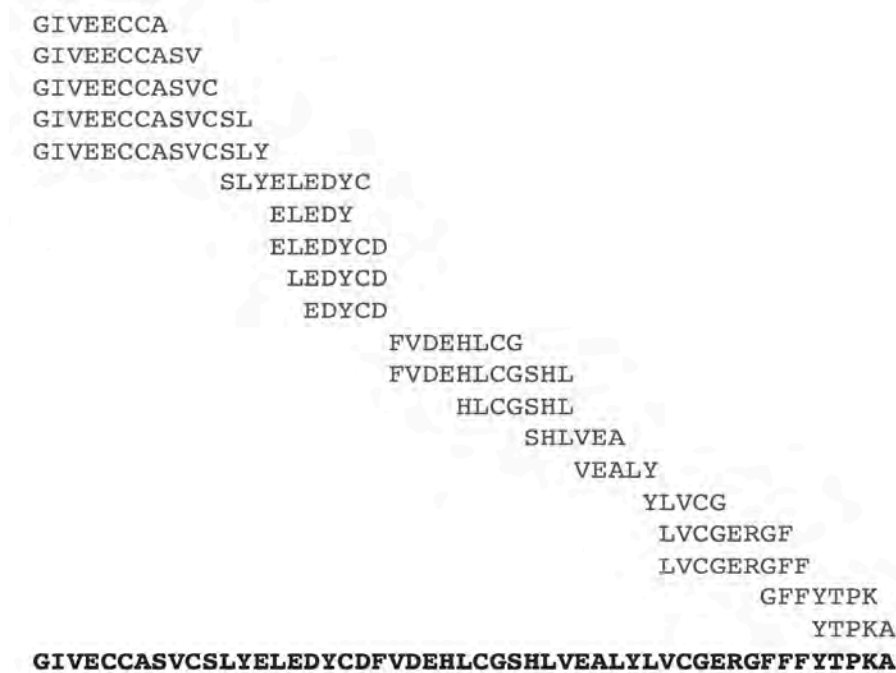 GIVEECCA
GIVEECCASV
GIVEECCASVC
GIVEECCASVCSL
GIVEECCASVCSLY
SLYELEDYC
ELEDY
ELEDYCD
LEDYCD
EDYCD
FVDEHLCG
FVDEHLCGSHL
HLCGSHL
SHLVEA
VEALY
YLVCG
LVCGERGF
LVCGERGFF
GFFYTPK
YTPKA
GIVECCASVCSLYELEDYCDFVDEHLCGSHLVEALYLVCGERGFFFYTPKA